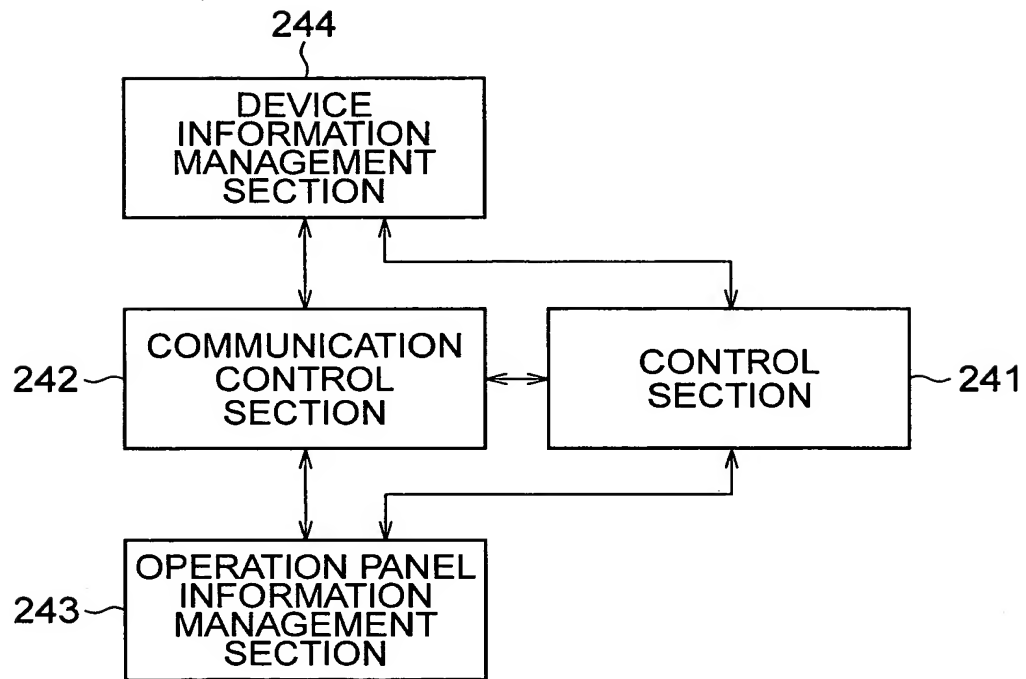 244
DEVICE
INFORMATION
MANAGEMENT
SECTION
242
COMMUNICATION
CONTROL
SECTION
CONTROL
SECTION
241
243
OPERATION PANEL
INFORMATION
MANAGEMENT
SECTION